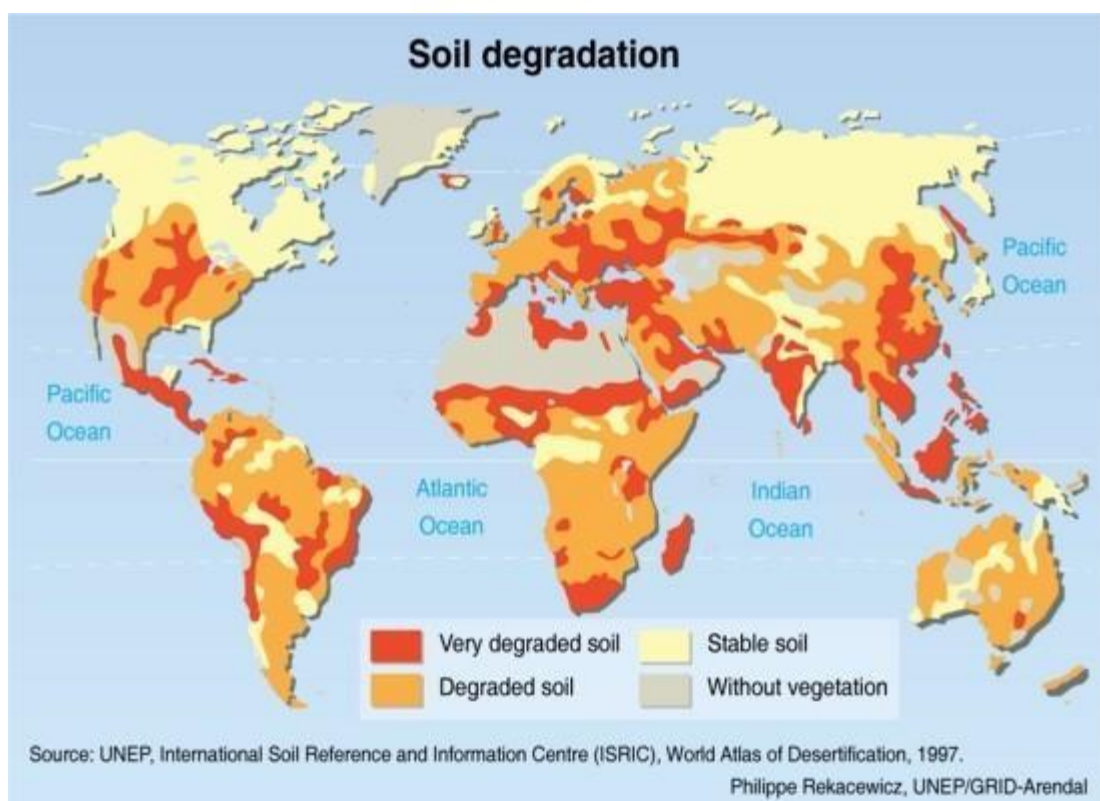 Soil degradation
Pacific
Ocean
Pacific
Ocean
Atlantic
Ocean
Indian
Ocean
Very degraded soil
Stable soil
Degraded soil
Without vegetation
Source: UNEP, International Soil Reference and Information Centre (ISRIC), World Atlas of Desertification, 1997.
Philippe Rekacewicz, UNEP/GRID-Arendal